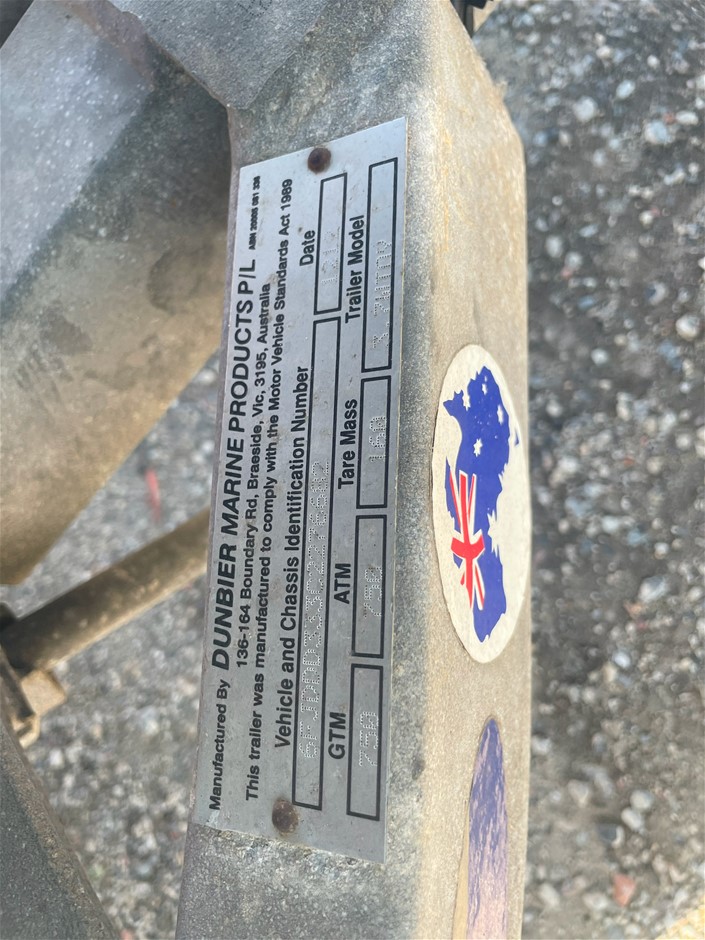 Manufactured By DUNBIER MARINE PRODUCTS P/L
136-164 Boundary Rd, Braeside, Vic, 3195, Australia
This trailer was manufactured to comply with the Motor Vehicle Standards Act 1989
Vehicle and Chassis Identification Number Date
GTM ATM Tare Mass Trailer Model
750 750 160